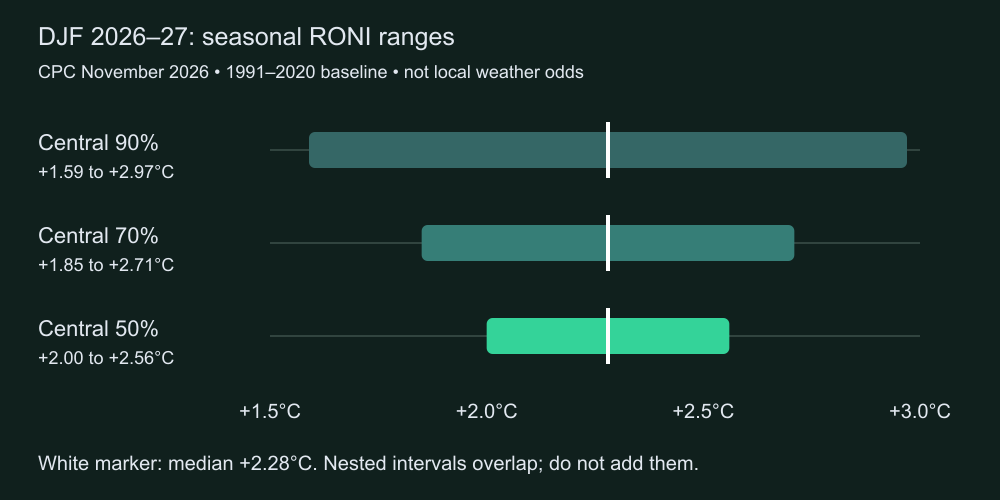 DJF 2026–27: seasonal RONI ranges
CPC November 2026 • 1991–2020 baseline • not local weather odds
Central 90%
+1.59 to +2.97°C
Central 70%
+1.85 to +2.71°C
Central 50%
+2.00 to +2.56°C
+1.5°C +2.0°C +2.5°C +3.0°C
White marker: median +2.28°C. Nested intervals overlap; do not add them.